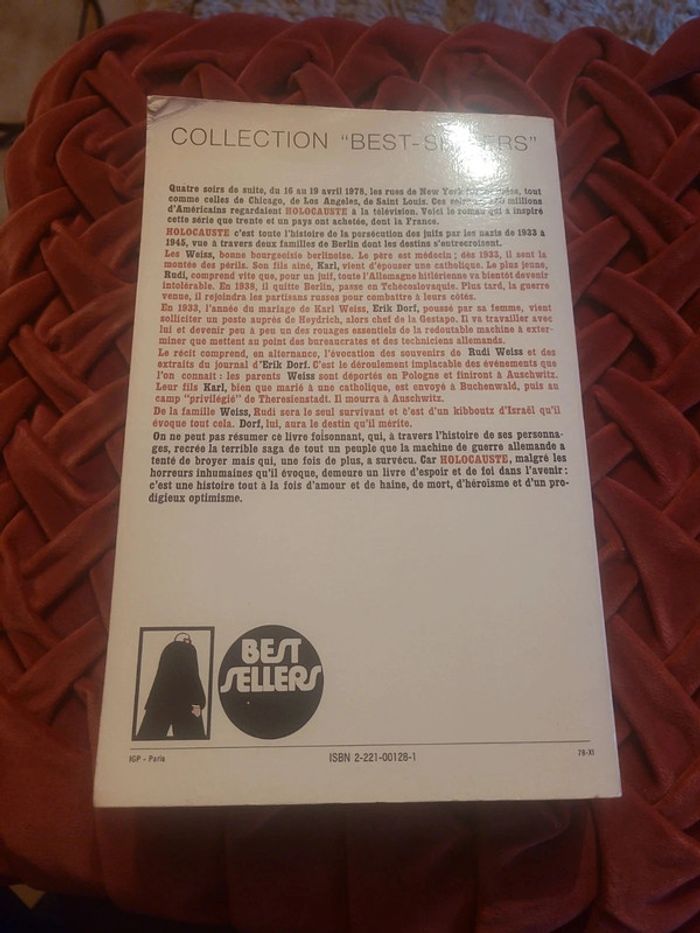 COLLECTION "BEST-SELLERS"
Quatre soirs de suite, du 16 au 19 avril 1978, les rues de New York tout
comme celles de Chicago, de Los Angeles, de Saint Louis. Ces millions
d'Américains regardaient HOLOCAUSTE à la télévision. Voici le roman qui a inspiré
cette série que trente et un pays ont achetée, dont la France.
HOLOCAUSTE c'est toute l'histoire de la persécution des juifs par les nazis de 1933 à
1945, vue à travers deux familles de Berlin dont les destins s'entrecroisent.
Les Weiss, bonne bourgeoisie berlinoise. Le père est médecin ; dès 1933, il sent la
montée des périls. Son fils aîné, Karl, vient d'épouser une catholique. Le plus jeune,
Rudi, comprend vite que, pour un juif, toute l'Allemagne hitlérienne va bientôt devenir
intolérable. En 1938, il quitte Berlin, passe en Tchécoslovaquie. Plus tard, la guerre
venue, il rejoindra les partisans russes pour combattre à leurs côtés.
En 1933, l'année du mariage de Karl Weiss, Erik Dorf, poussé par sa femme, vient
solliciter un poste auprès de Heydrich, alors chef de la Gestapo. Il va travailler avec
lui et devenir peu à peu un des rouages essentiels de la redoutable machine à exter-
miner que mettent au point des bureaucrates et des techniciens allemands.
Le récit comprend, en alternance, l'évocation des souvenirs de Rudi Weiss et des
extraits du journal d'Erik Dorf. C'est le déroulement implacable des événements que
l'on connait : les parents Weiss sont déportés en Pologne et finiront à Auschwitz.
Leur fils Karl, bien que marié à une catholique, est envoyé à Buchenwald, puis au
camp "privilégié" de Theresienstadt. Il mourra à Auschwitz.
De la famille Weiss, Rudi sera le seul survivant et c'est d'un kibboutz d'Israël qu'il
évoque tout cela. Dorf, lui, aura le destin qu'il mérite.
On ne peut pas résumer ce livre foisonnant, qui, à travers l'histoire de ses personna-
ges, recrée la terrible saga de tout un peuple que la machine de guerre allemande a
tenté de broyer mais qui, une fois de plus, a survécu. Car HOLOCAUSTE, malgré les
horreurs inhumaines qu'il évoque, demeure un livre d'espoir et de foi dans l'avenir :
c'est une histoire tout à la fois d'amour et de haine, de mort, d'héroïsme et d'un pro-
digieux optimisme.
BEST
SELLERS
IGP - Paris
ISBN 2-221-00128-1
78-XI